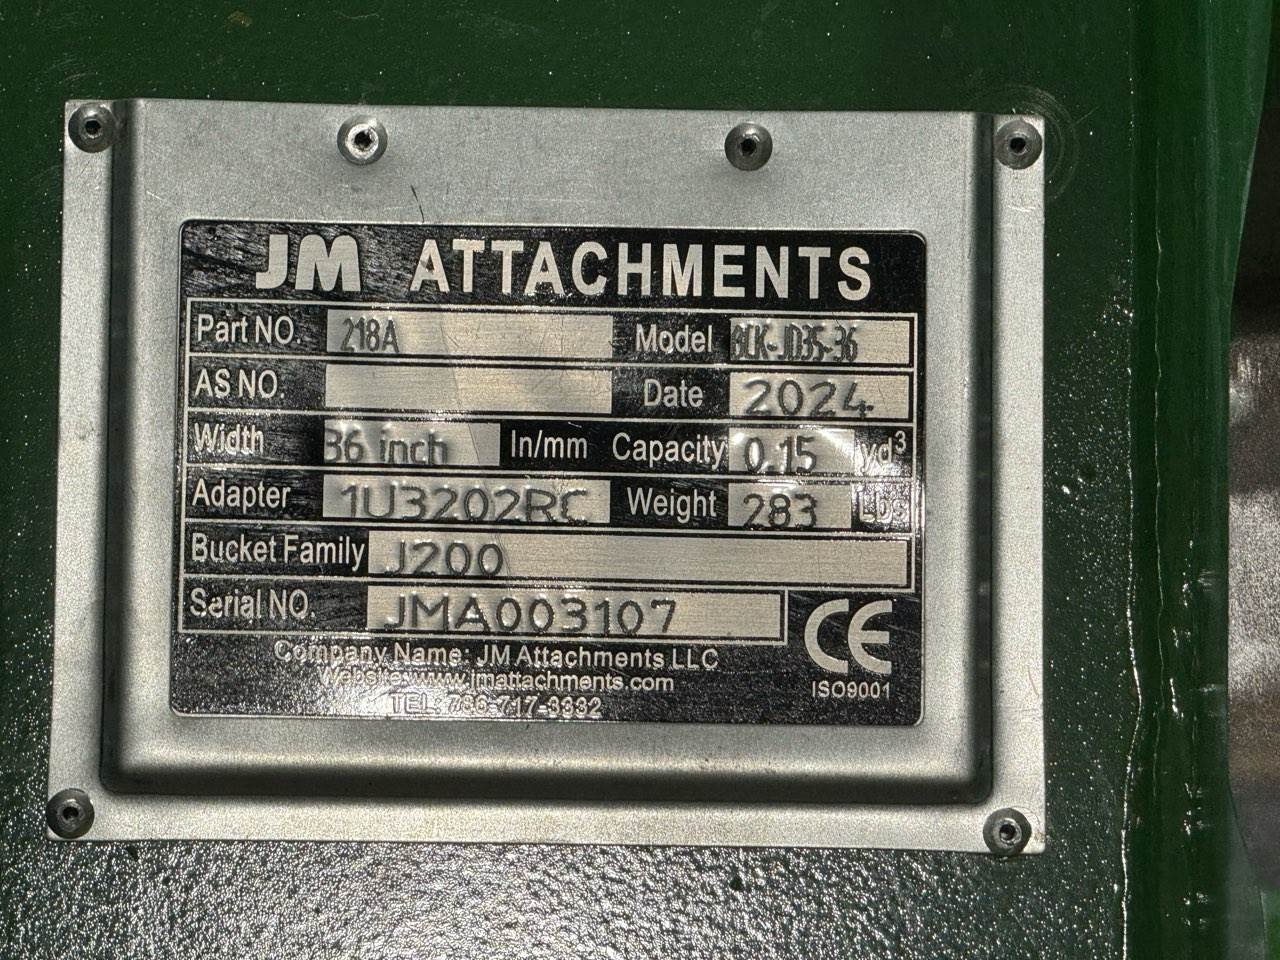 JM ATTACHMENTS
Part NO. 218A Model BCK-JD35-36
AS NO. Date 2024
Width 36 inch In/mm Capacity 0.15 yd³
Adapter 1U3202RC Weight 283 Lbs
Bucket Family J200
Serial NO. JMA003107
CE
ISO9001
Company Name: JM Attachments LLC
Website: www.jmattachments.com
TEL: 786-717-3332